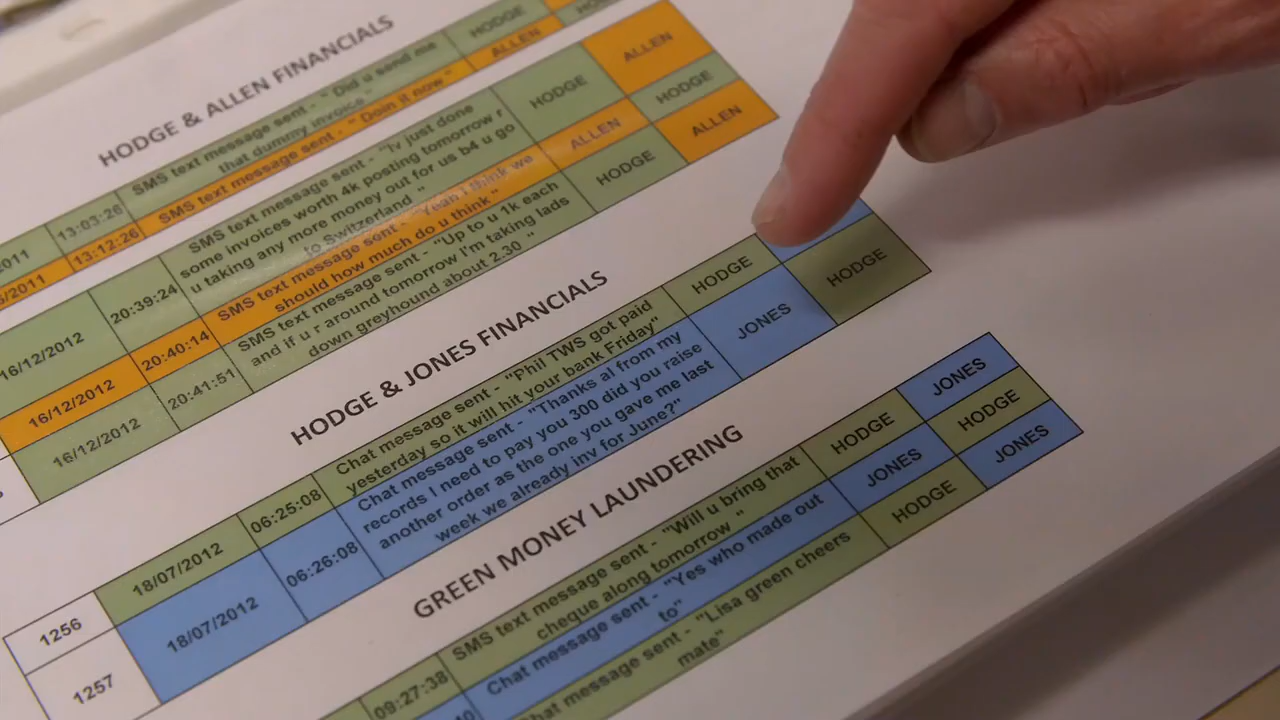 HODGE & ALLEN FINANCIALS
2011 13:03:26 SMS text message sent - " Did u send me HODGE
that dummy invoice"
13:12:26 SMS text message sent - " Doin it now" ALLEN HODGE
16/12/2012 20:39:24 SMS text message sent - "Iv just done HODGE ALLEN
some invoices worth 4k posting tomorrow r
u taking any more money out for us b4 u go
to Switzerland "
16/12/2012 20:40:14 SMS text message sent - "Yeah I think we ALLEN HODGE
should how much do u think "
16/12/2012 20:41:51 SMS text message sent - "Up to u 1k each HODGE ALLEN
and if u r around tomorrow I'm taking lads
down greyhound about 2.30 "
HODGE & JONES FINANCIALS
1256 18/07/2012 06:25:08 Chat message sent - "Phil TWS got paid HODGE
yesterday so it will hit your bank Friday"
1257 18/07/2012 06:26:08 Chat message sent - "Thanks al from my JONES HODGE
records I need to pay you 300 did you raise
another order as the one you gave me last
week we already inv for June?"
GREEN MONEY LAUNDERING
09:27:38 SMS text message sent - "Will u bring that HODGE JONES
cheque along tomorrow "
Chat message sent - "Yes who made out JONES HODGE
to"
Chat message sent - "Lisa green cheers HODGE JONES
mate"